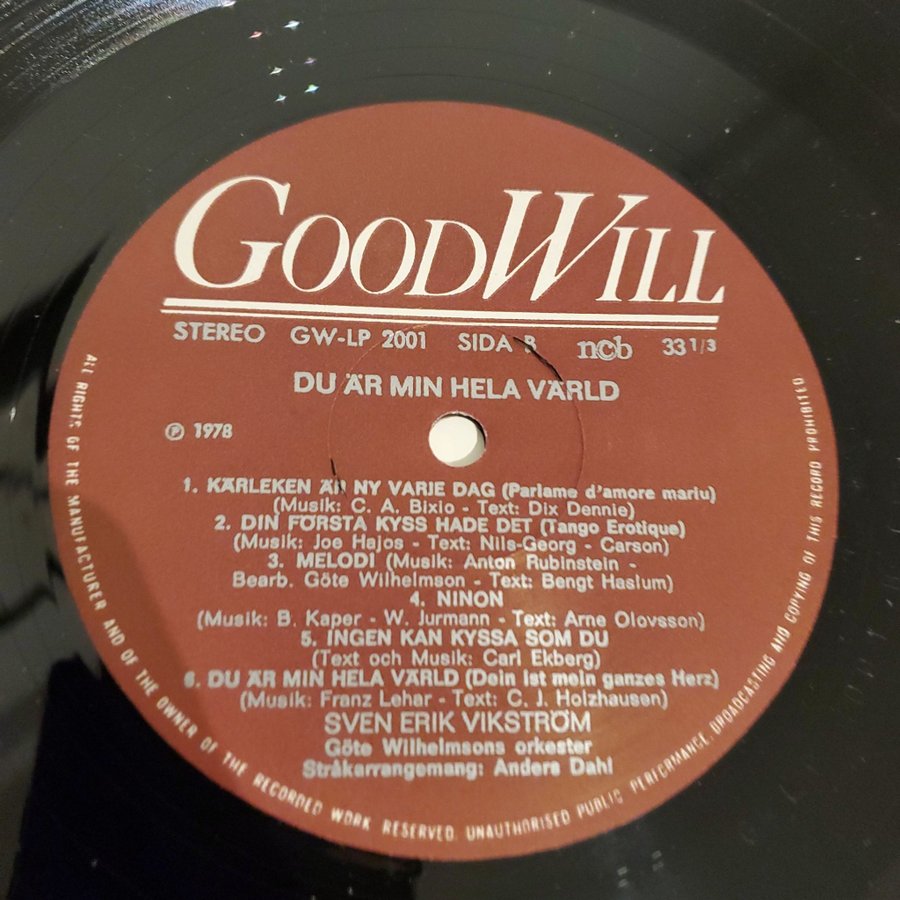 GOODWILL
STEREO GW-LP 2001 SIDA B ncb 33 1/3
DU ÄR MIN HELA VÄRLD
℗ 1978
1. KÄRLEKEN ÄR NY VARJE DAG (Parlame d'amore mariu)
(Musik: C. A. Bixio - Text: Dix Dennie)
2. DIN FÖRSTA KYSS HADE DET (Tango Erotique)
(Musik: Joe Hajos - Text: Nils-Georg - Carson)
3. MELODI (Musik: Anton Rubinstein -
Bearb. Göte Wilhelmson - Text: Bengt Haslum)
4. NINON
(Musik: B. Kaper - W. Jurmann - Text: Arne Olovsson)
5. INGEN KAN KYSSA SOM DU
(Text och Musik: Carl Ekberg)
6. DU ÄR MIN HELA VÄRLD (Dein ist mein ganzes Herz)
(Musik: Franz Lehar - Text: C. J. Holzhausen)
SVEN ERIK VIKSTRÖM
Göte Wilhelmsons orkester
Stråkarrangemang: Anders Dahl
ALL RIGHTS OF THE MANUFACTURER AND OF THE OWNER OF THE RECORDED WORK RESERVED. UNAUTHORISED PUBLIC PERFORMANCE, BROADCASTING AND COPYING OF THIS RECORD PROHIBITED